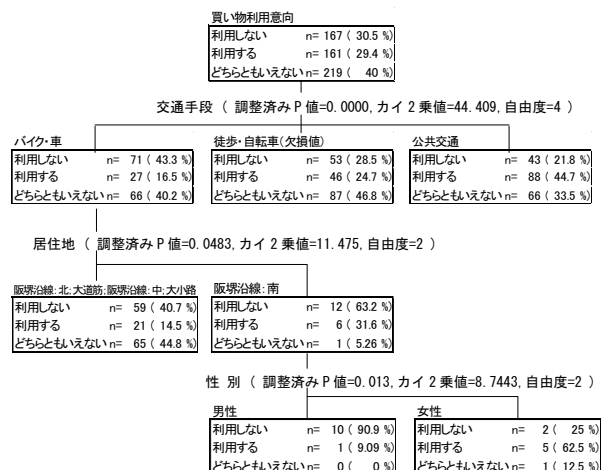 買い物利用意向
利用しない n= 167 ( 30.5 %)
利用する n= 161 ( 29.4 %)
どちらともいえない n= 219 ( 40 %)
交通手段 ( 調整済み P 値=0.0000, カイ 2 乗値=44.409, 自由度=4 )
バイク・車
利用しない n= 71 ( 43.3 %)
利用する n= 27 ( 16.5 %)
どちらともいえない n= 66 ( 40.2 %)
徒歩・自転車(欠損値)
利用しない n= 53 ( 28.5 %)
利用する n= 46 ( 24.7 %)
どちらともいえない n= 87 ( 46.8 %)
公共交通
利用しない n= 43 ( 21.8 %)
利用する n= 88 ( 44.7 %)
どちらともいえない n= 66 ( 33.5 %)
居住地 ( 調整済み P 値=0.0483, カイ 2 乗値=11.475, 自由度=2 )
阪堺沿線: 北; 大道筋; 阪堺沿線: 中; 大小路
利用しない n= 59 ( 40.7 %)
利用する n= 21 ( 14.5 %)
どちらともいえない n= 65 ( 44.8 %)
阪堺沿線: 南
利用しない n= 12 ( 63.2 %)
利用する n= 6 ( 31.6 %)
どちらともいえない n= 1 ( 5.26 %)
性 別 ( 調整済み P 値=0.013, カイ 2 乗値=8.7443, 自由度=2 )
男性
利用しない n= 10 ( 90.9 %)
利用する n= 1 ( 9.09 %)
どちらともいえない n= 0 ( 0 %)
女性
利用しない n= 2 ( 25 %)
利用する n= 5 ( 62.5 %)
どちらともいえない n= 1 ( 12.5 %)